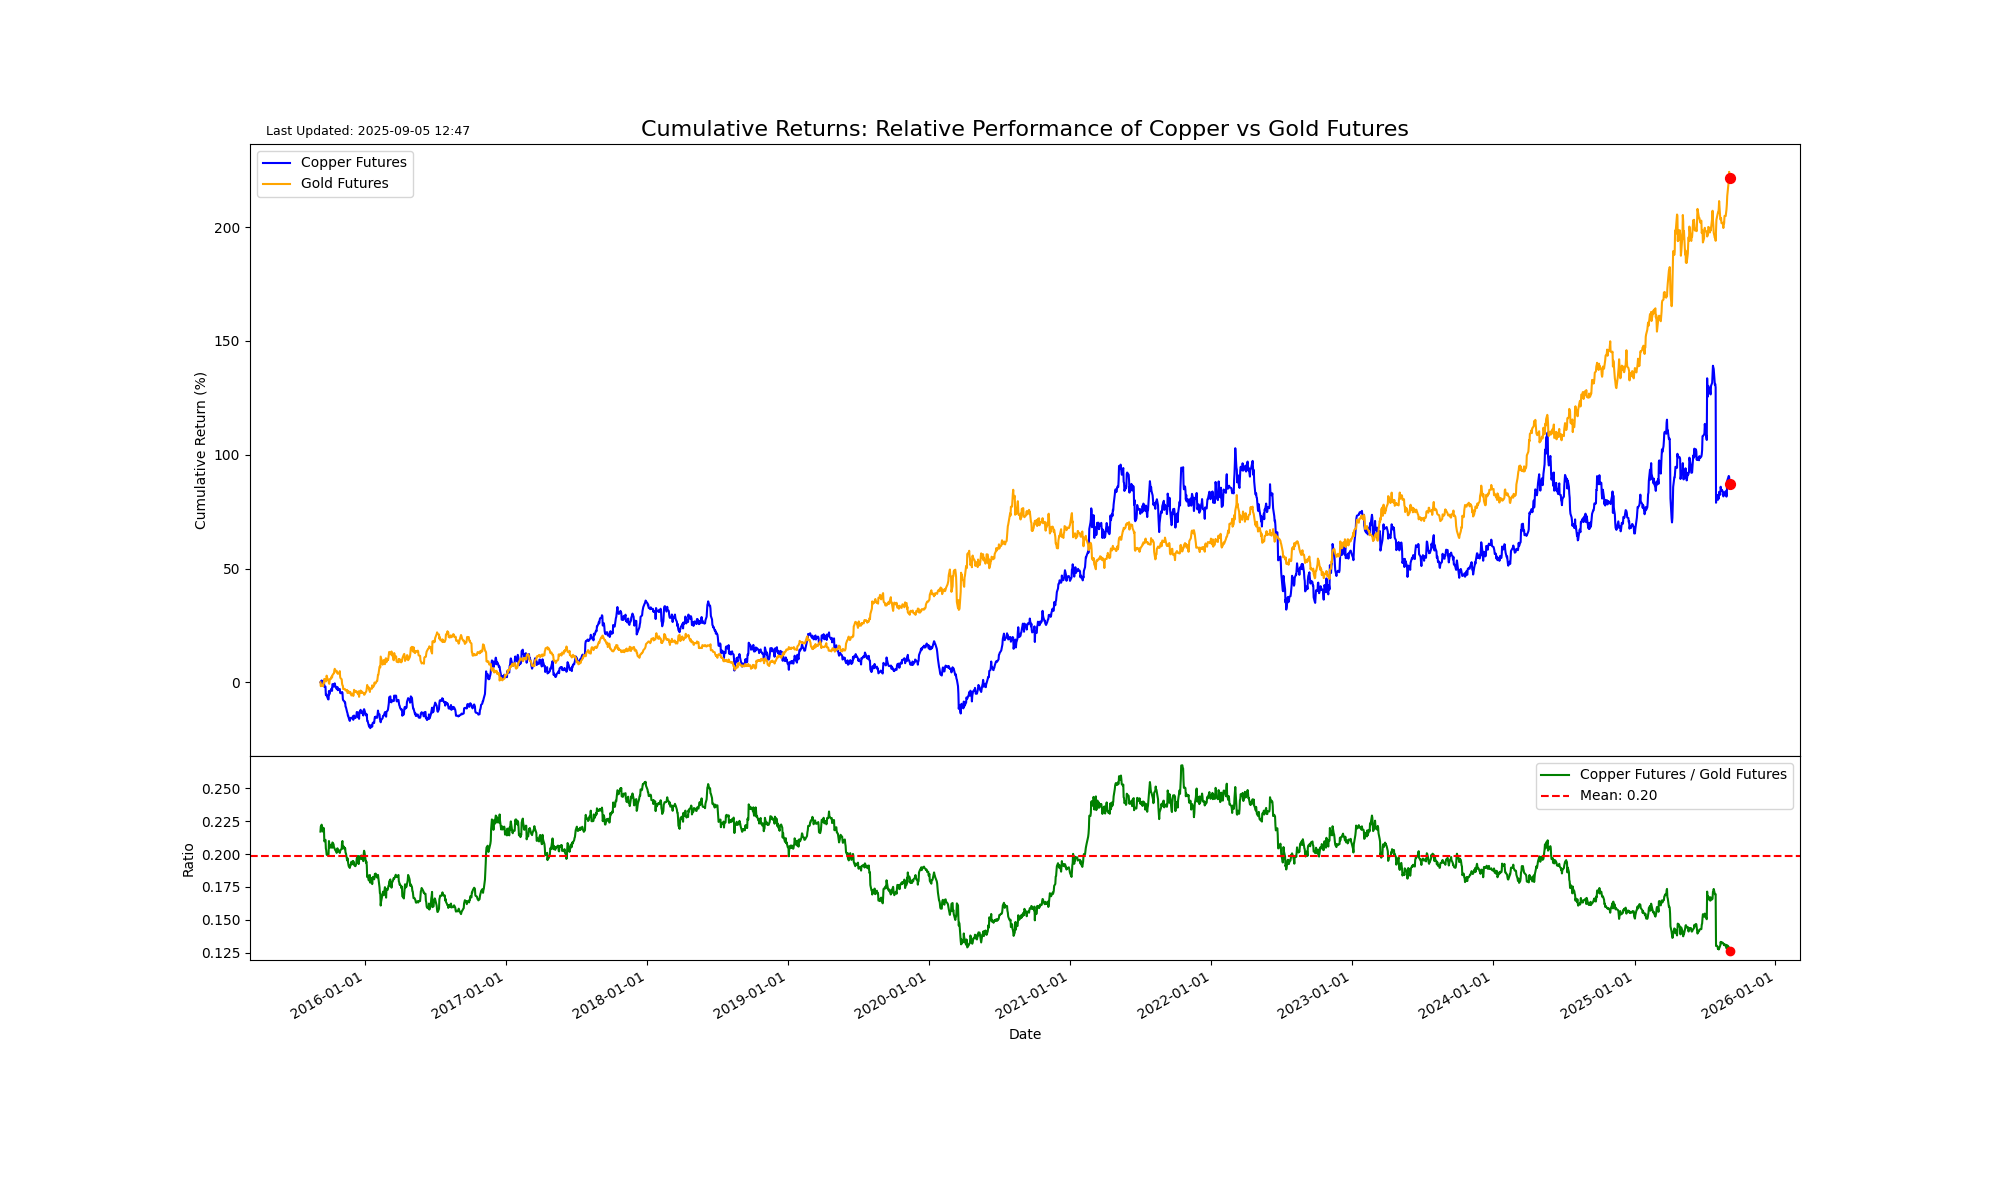 Last Updated: 2025-09-05 12:47
Cumulative Returns: Relative Performance of Copper vs Gold Futures
Copper Futures
Gold Futures
Cumulative Return (%)
200
150
100
50
0
Copper Futures / Gold Futures
Mean: 0.20
Ratio
0.250
0.225
0.200
0.175
0.150
0.125
2016-01-01
2017-01-01
2018-01-01
2019-01-01
2020-01-01
2021-01-01
2022-01-01
2023-01-01
2024-01-01
2025-01-01
2026-01-01
Date